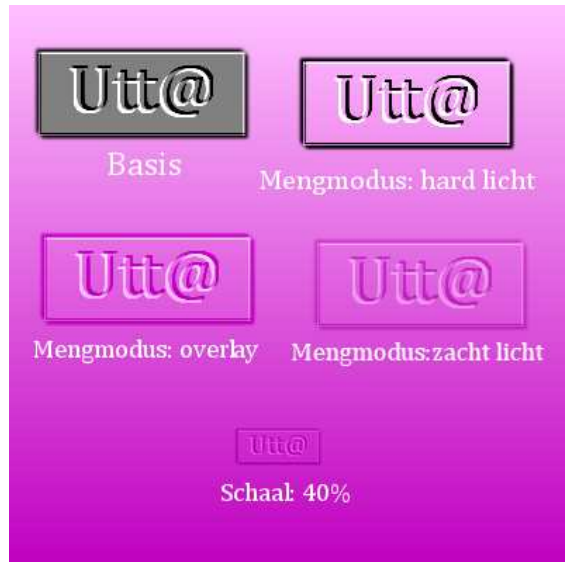 Utt@
Basis
Utt@
Mengmodus: hard licht
Utt@
Mengmodus: overlay
Utt@
Mengmodus:zacht licht
Utt@
Schaal: 40%